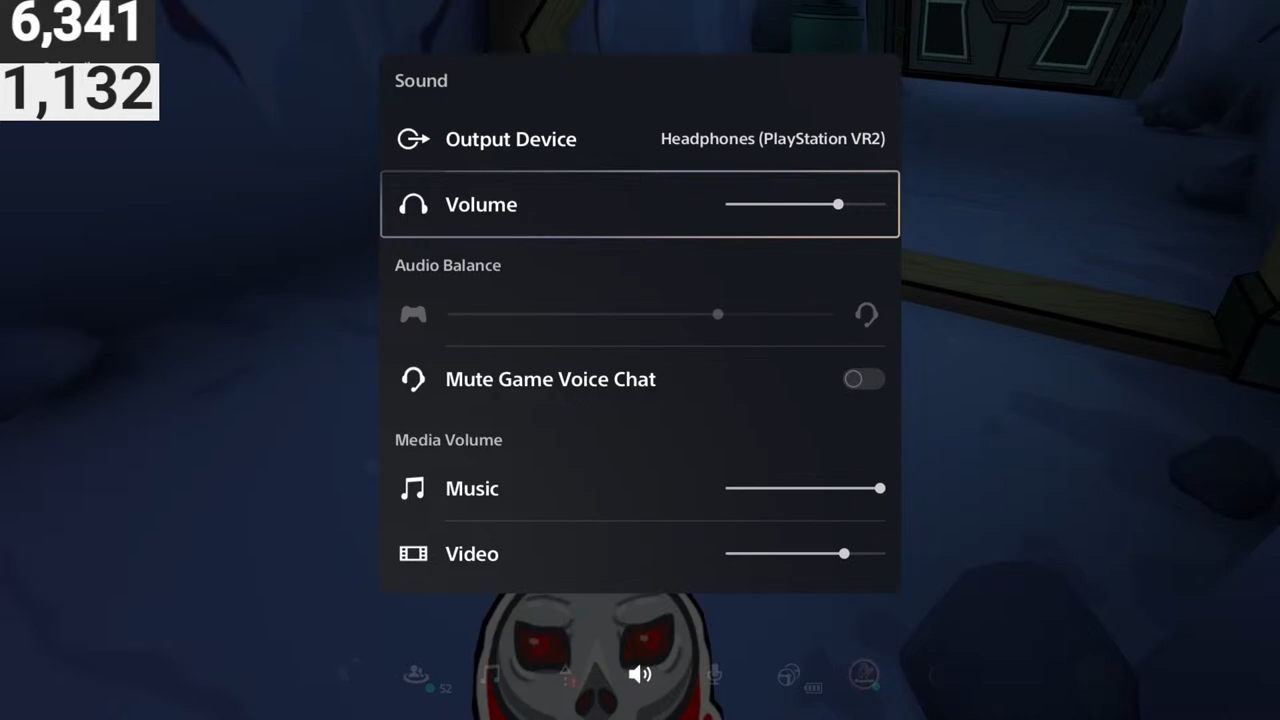 6,341
1,132
Sound
Output Device Headphones (PlayStation VR2)
Volume
Audio Balance
Mute Game Voice Chat
Media Volume
Music
Video
52